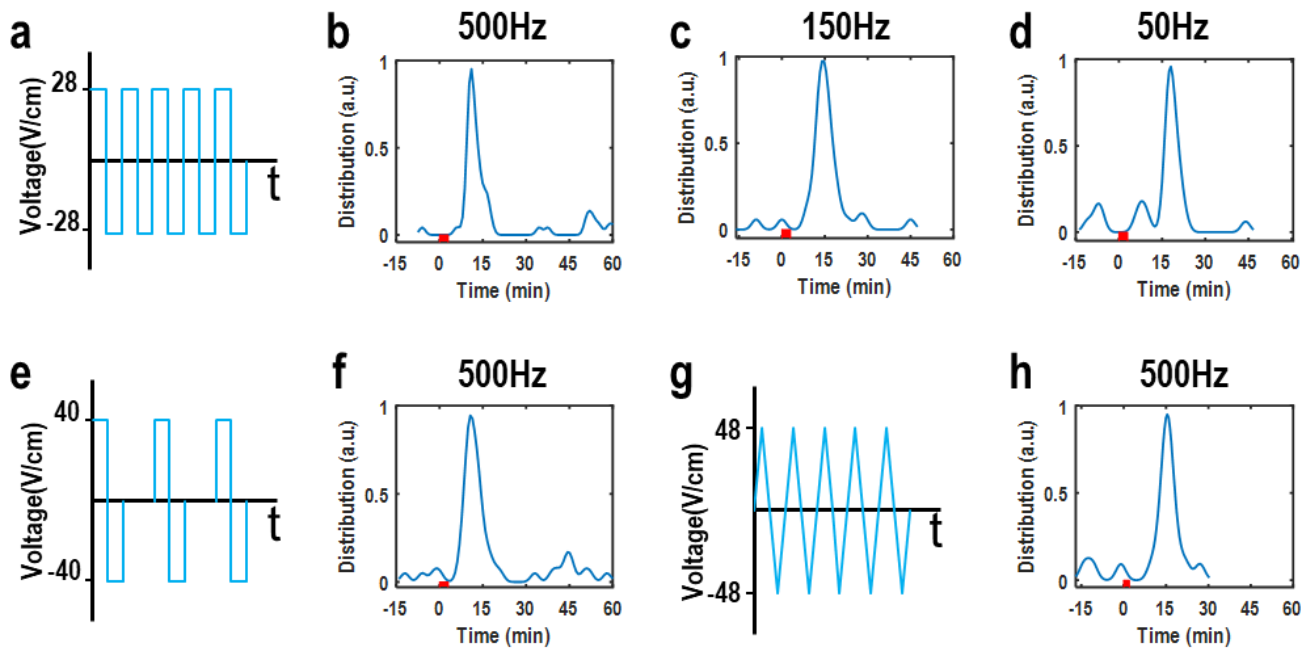 a
Voltage(V/cm)
28
-28
t
b
500Hz
Distribution (a.u.)
1
0.5
0
-15 0 15 30 45 60
Time (min)
c
150Hz
Distribution (a.u.)
1
0.5
0
-15 0 15 30 45 60
Time (min)
d
50Hz
Distribution (a.u.)
1
0.5
0
-15 0 15 30 45 60
Time (min)
e
Voltage(V/cm)
40
-40
t
f
500Hz
Distribution (a.u.)
1
0.5
0
-15 0 15 30 45 60
Time (min)
g
Voltage(V/cm)
48
-48
t
h
500Hz
Distribution (a.u.)
1
0.5
0
-15 0 15 30 45 60
Time (min)